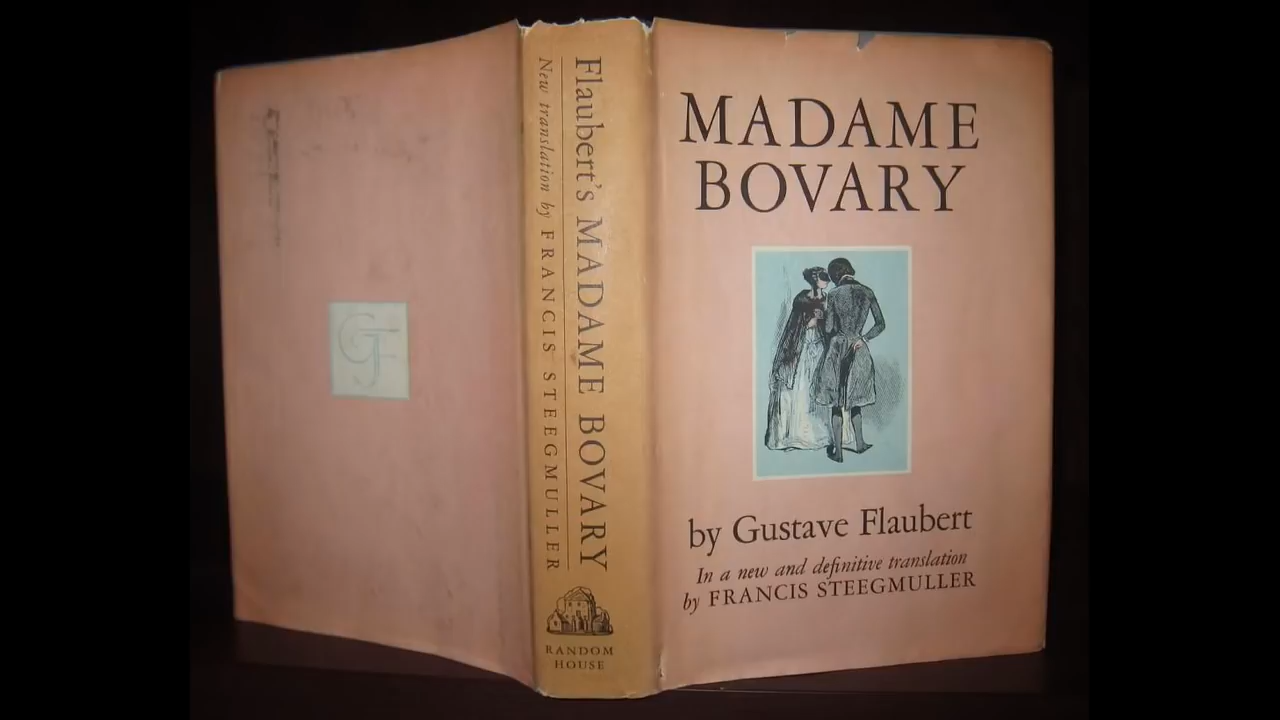 GF
Flaubert's MADAME BOVARY
New translation by FRANCIS STEEGMULLER
RANDOM
HOUSE
MADAME
BOVARY
by Gustave Flaubert
In a new and definitive translation
by FRANCIS STEEGMULLER